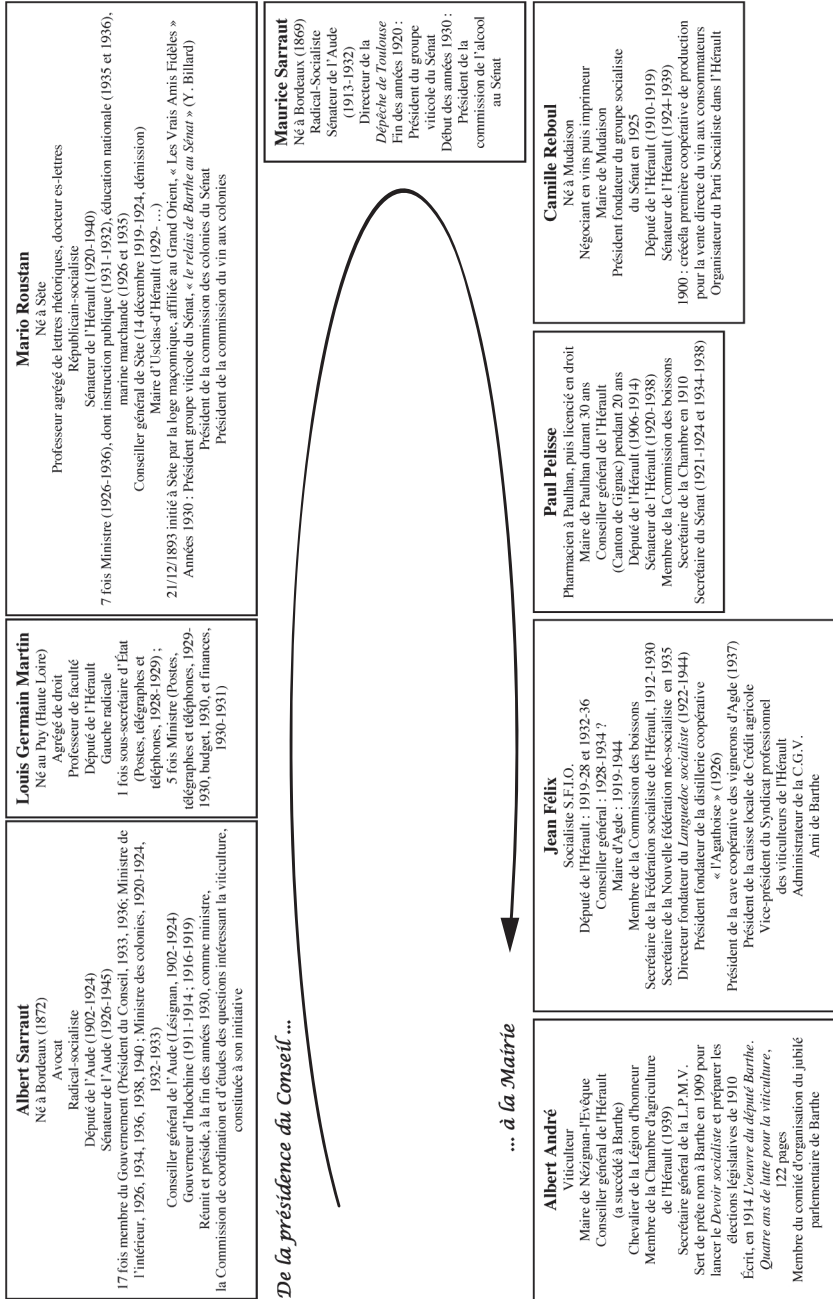 Albert Sarraut
Né à Bordeaux (1872)
Avocat
Radical-socialiste
Député de l'Aude (1902-1924)
Sénateur de l'Aude (1926-1945)
17 fois membre du Gouvernement (Président du Conseil, 1933, 1936; Ministre de
l'intérieur, 1926, 1934, 1936, 1938, 1940 ; Ministre des colonies, 1920-1924,
1932-1933)
Conseiller général de l'Aude (Lésignan, 1902-1924)
Gouverneur d'Indochine (1911-1914 ; 1916-1919)
Réunit et préside, à la fin des années 1930, comme ministre,
la Commission de coordination et d'études des questions intéressant la viticulture,
constituée à son initiative
Louis Germain Martin
Né au Puy (Haute Loire)
Agrégé de droit
Professeur de faculté
Député de l'Hérault
Gauche radicale
1 fois sous-secrétaire d'État
(Postes, télégraphes et
téléphones, 1928-1929) ;
5 fois Ministre (Postes,
télégraphes et téléphones, 1929-
1930, budget, 1930, et finances,
1930-1931)
Mario Roustan
Né à Sète
Professeur agrégé de lettres rhétoriques, docteur es-lettres
Républicain-socialiste
Sénateur de l'Hérault (1920-1940)
7 fois Ministre (1926-1936), dont instruction publique (1931-1932), éducation nationale (1935 et 1936),
marine marchande (1926 et 1935)
Conseiller général de Sète (14 décembre 1919-1924, démission)
Maire d'Usclas-d'Hérault (1929- …)
21/12/1893 initié à Sète par la loge maçonnique, affiliée au Grand Orient, « Les Vrais Amis Fidèles »
Années 1930 : Président groupe viticole du Sénat, « le relais de Barthe au Sénat » (Y. Billard)
Président de la commission des colonies du Sénat
Président de la commission du vin aux colonies
De la présidence du Conseil ...
Maurice Sarraut
Né à Bordeaux (1869)
Radical-Socialiste
Sénateur de l'Aude
(1913-1932)
Directeur de la
Dépêche de Toulouse
Fin des années 1920 :
Président du groupe
viticole du Sénat
Début des années 1930 :
Président de la
commission de l'alcool
au Sénat
... à la Mairie
Albert André
Viticulteur
Maire de Nézignan-l'Evêque
Conseiller général de l'Hérault
(a succédé à Barthe)
Chevalier de la Légion d'honneur
Membre de la Chambre d'agriculture
de l'Hérault (1939)
Secrétaire général de la L.P.M.V.
Sert de prête nom à Barthe en 1909 pour
lancer le Devoir socialiste et préparer les
élections législatives de 1910
Écrit, en 1914 L'oeuvre du député Barthe.
Quatre ans de lutte pour la viticulture,
122 pages
Membre du comité d'organisation du jubilé
parlementaire de Barthe
Jean Félix
Socialiste S.F.I.O.
Député de l'Hérault : 1919-28 et 1932-36
Conseiller général : 1928-1934 ?
Maire d'Agde : 1919-1944
Membre de la Commission des boissons
Secrétaire de la Fédération socialiste de l'Hérault, 1912-1930
Secrétaire de la Nouvelle fédération néo-socialiste en 1935
Directeur fondateur du Languedoc socialiste (1922-1944)
Président fondateur de la distillerie coopérative
« l'Agathoise » (1926)
Président de la cave coopérative des vignerons d'Agde (1937)
Président de la caisse locale de Crédit agricole
Vice-président du Syndicat professionnel
des viticulteurs de l'Hérault
Administrateur de la C.G.V.
Ami de Barthe
Paul Pelisse
Pharmacien à Paulhan, puis licencié en droit
Maire de Paulhan durant 30 ans
Conseiller général de l'Hérault
(Canton de Gignac) pendant 20 ans
Député de l'Hérault (1906-1914)
Sénateur de l'Hérault (1920-1938)
Membre de la Commission des boissons
Secrétaire de la Chambre en 1910
Secrétaire du Sénat (1921-1924 et 1934-1938)
Camille Reboul
Né à Mudaison
Négociant en vins puis imprimeur
Maire de Mudaison
Président fondateur du groupe socialiste
du Sénat en 1925
Député de l'Hérault (1910-1919)
Sénateur de l'Hérault (1924-1939)
1900 : crééla première coopérative de production
pour la vente directe du vin aux consommateurs
Organisateur du Parti Socialiste dans l'Hérault